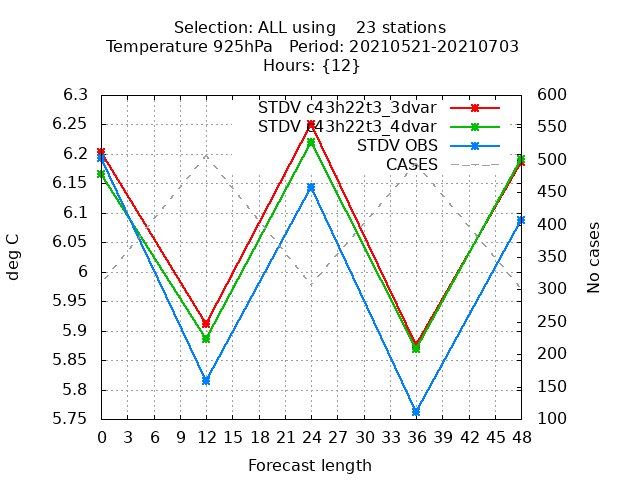 Selection: ALL using    23 stations
Temperature 925hPa   Period: 20210521-20210703
Hours: {12}
6.3
6.25
6.2
6.15
6.1
6.05
6
5.95
5.9
5.85
5.8
5.75
deg C
STDV c43h22t3_3dvar
STDV c43h22t3_4dvar
STDV OBS
CASES
600
550
500
450
400
350
300
250
200
150
100
No cases
0 3 6 9 12 15 18 21 24 27 30 33 36 39 42 45 48
Forecast length